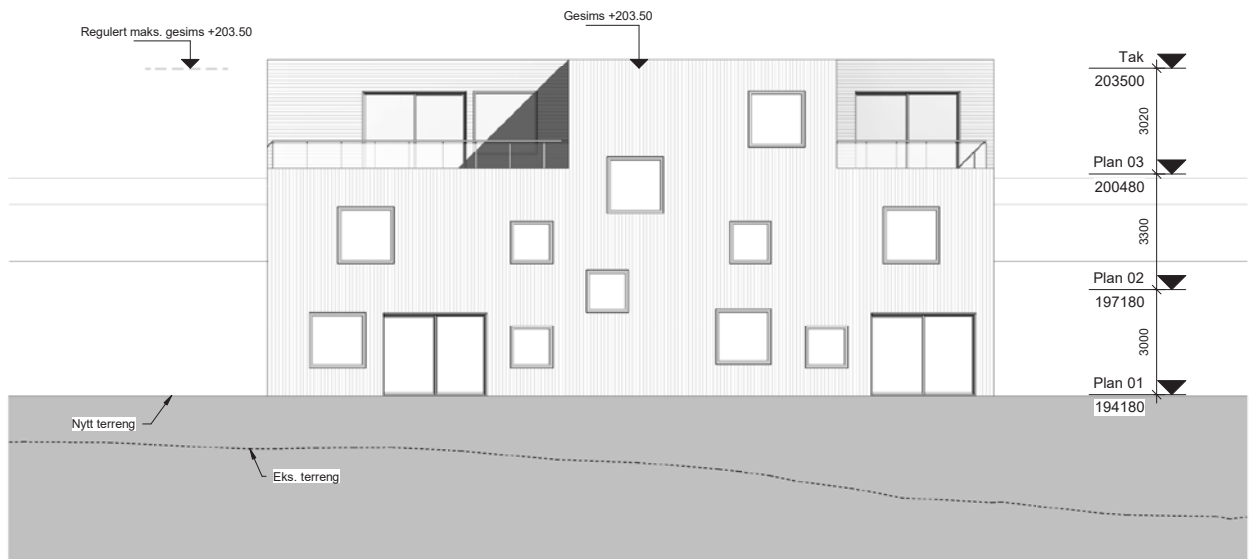 Gesims +203.50
Regulert maks. gesims +203.50
Tak
203500
3020
Plan 03
200480
3300
Plan 02
197180
3000
Plan 01
194180
Nytt terreng
Eks. terreng